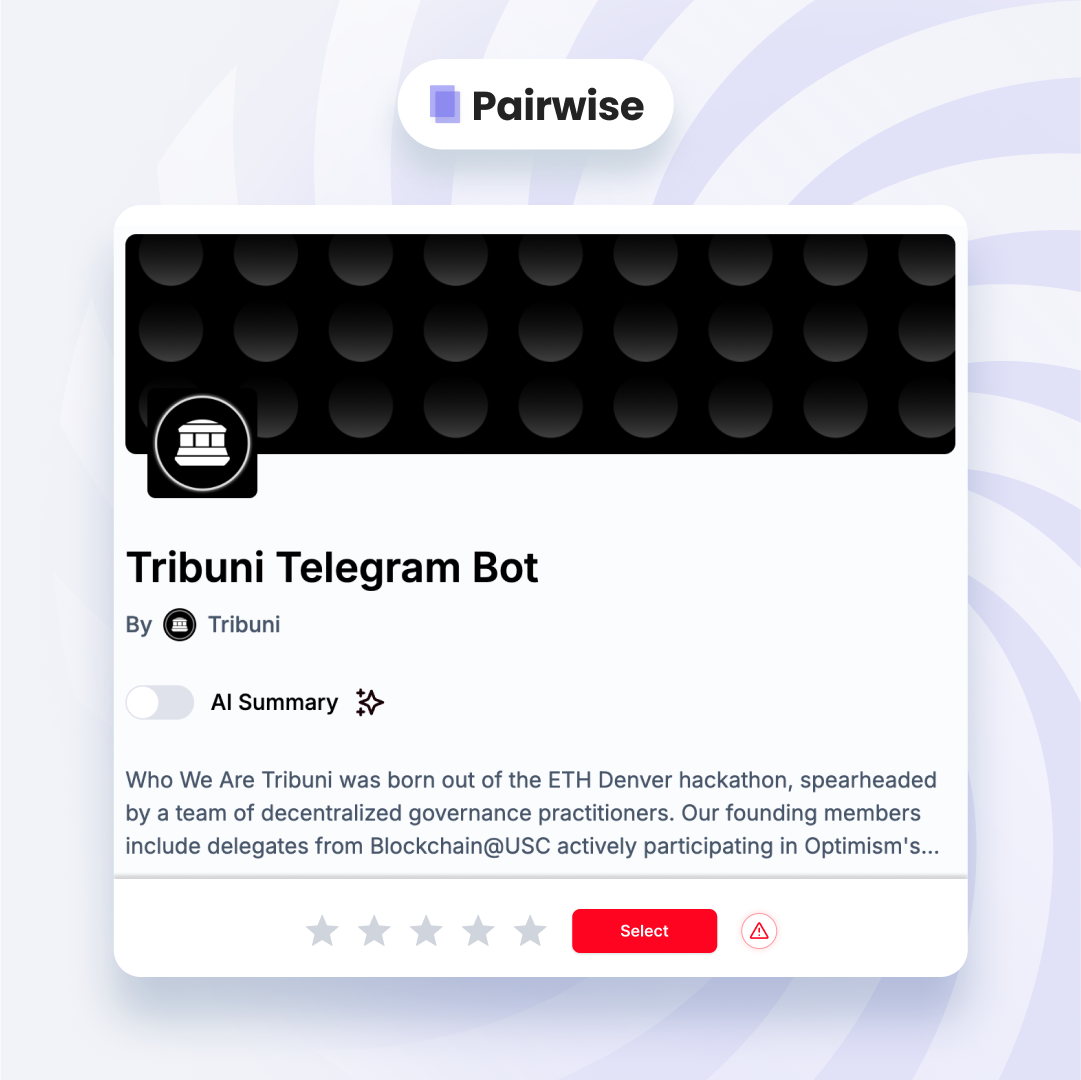 Pairwise
Tribuni Telegram Bot
By Tribuni
AI Summary
Who We Are Tribuni was born out of the ETH Denver hackathon, spearheaded
by a team of decentralized governance practitioners. Our founding members
include delegates from Blockchain@USC actively participating in Optimism's...
Select